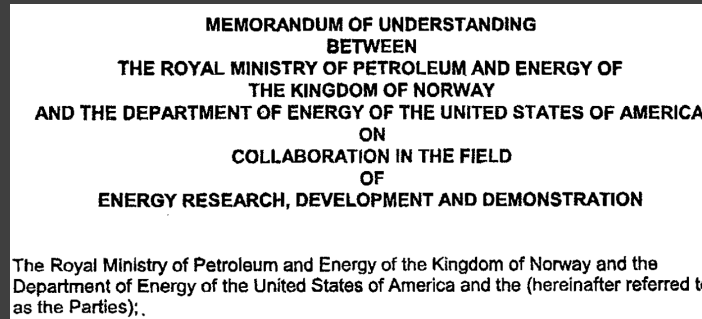 MEMORANDUM OF UNDERSTANDING
BETWEEN
THE ROYAL MINISTRY OF PETROLEUM AND ENERGY OF
THE KINGDOM OF NORWAY
AND THE DEPARTMENT OF ENERGY OF THE UNITED STATES OF AMERICA
ON
COLLABORATION IN THE FIELD
OF
ENERGY RESEARCH, DEVELOPMENT AND DEMONSTRATION
The Royal Ministry of Petroleum and Energy of the Kingdom of Norway and the
Department of Energy of the United States of America and the (hereinafter referred t
as the Parties);.